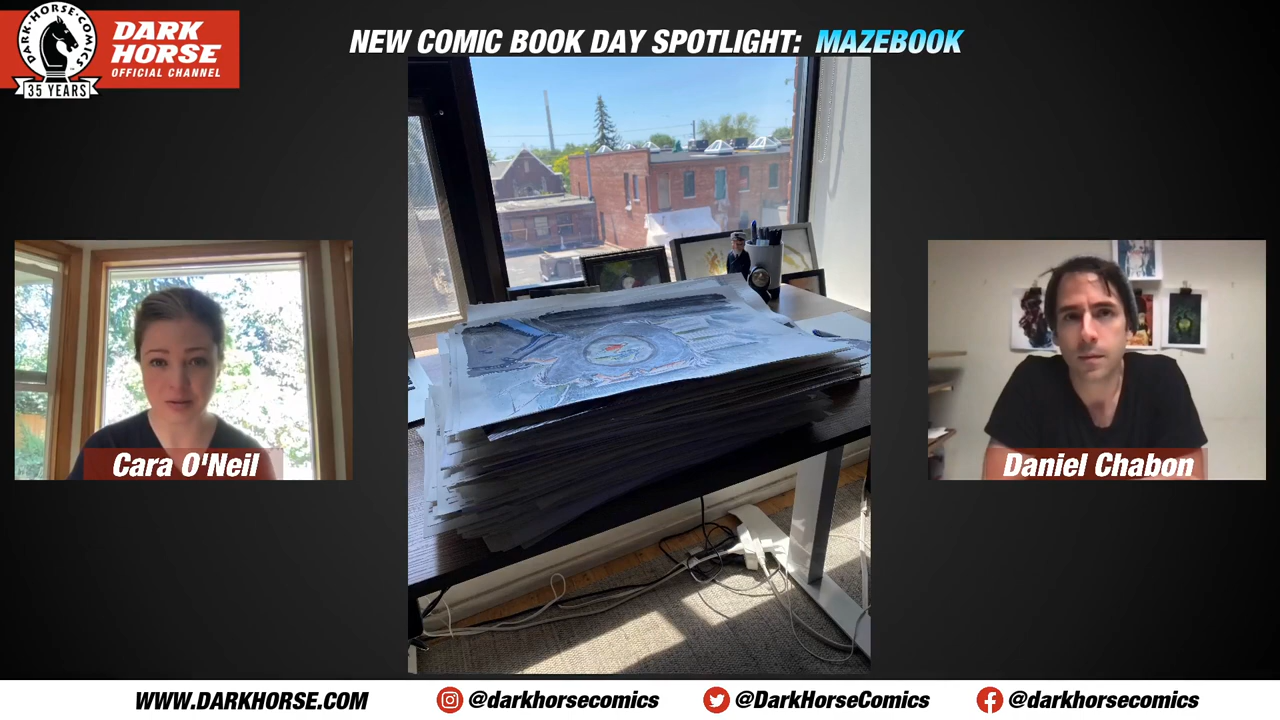 DARK-HORSE-COMICS
35 YEARS
DARK
HORSE
OFFICIAL CHANNEL
NEW COMIC BOOK DAY SPOTLIGHT: MAZEBOOK
Cara O'Neil
Daniel Chabon
WWW.DARKHORSE.COM
@darkhorsecomics
@DarkHorseComics
@darkhorsecomics